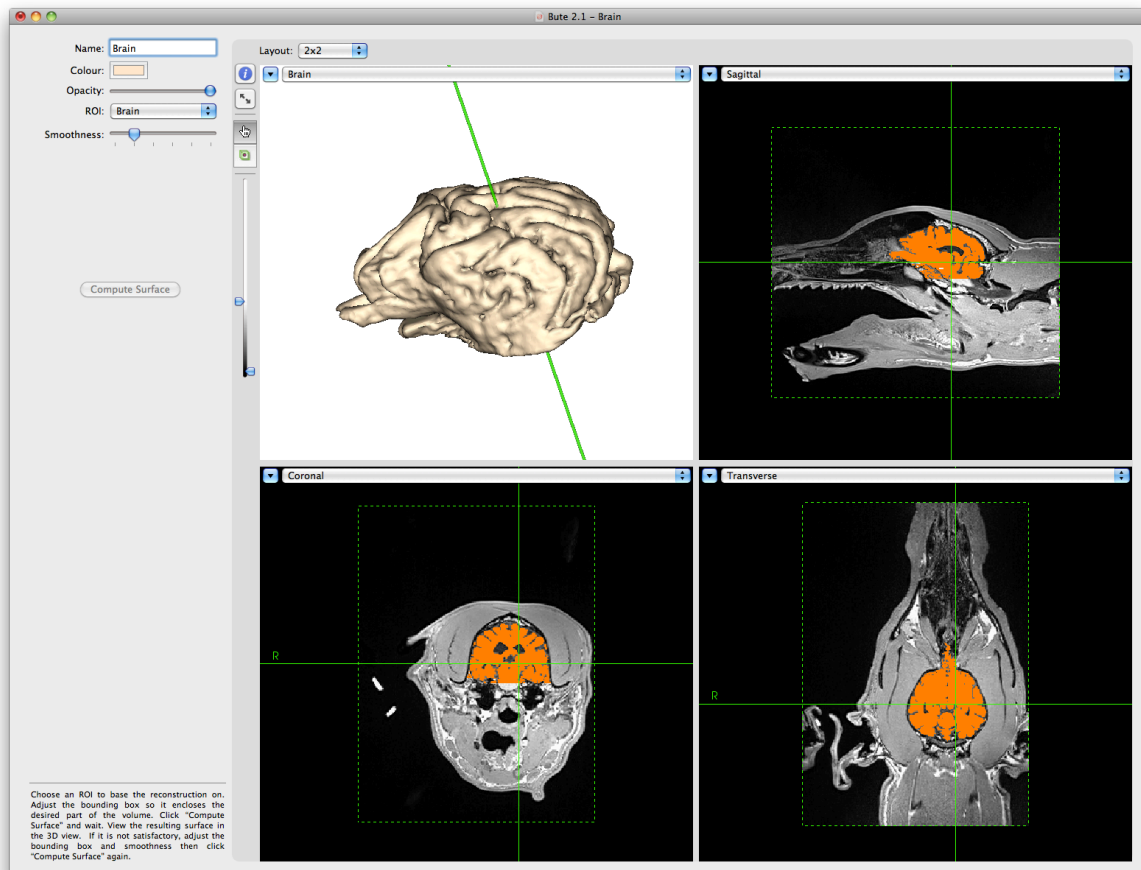 Bute 2.1 – Brain
Name: Brain
Colour:
Opacity:
ROI: Brain
Smoothness:
Compute Surface
Choose an ROI to base the reconstruction on.
Adjust the bounding box so it encloses the
desired part of the volume. Click "Compute
Surface" and wait. View the resulting surface in
the 3D view. If it is not satisfactory, adjust the
bounding box and smoothness then click
"Compute Surface" again.
Layout: 2x2
Brain
Sagittal
Coronal
R
Transverse
R